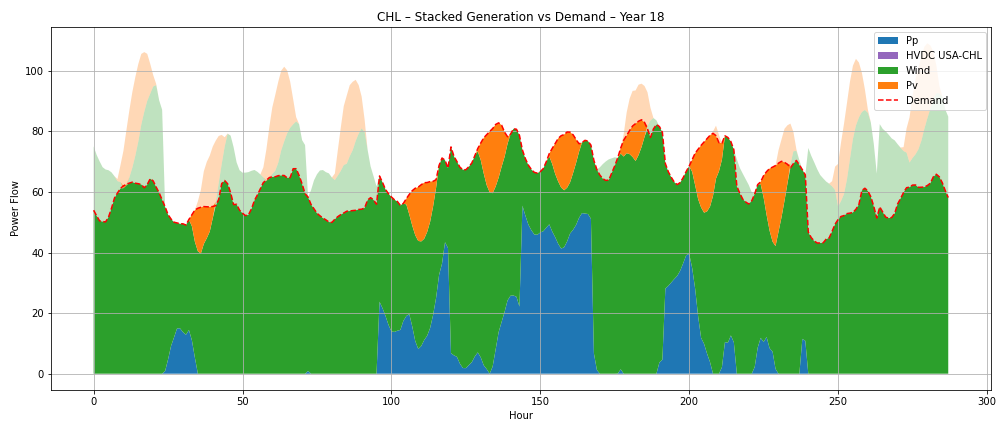 CHL – Stacked Generation vs Demand – Year 18
Pp
HVDC USA-CHL
Wind
Pv
Demand
Power Flow
100
80
60
40
20
0
0 50 100 150 200 250 300
Hour